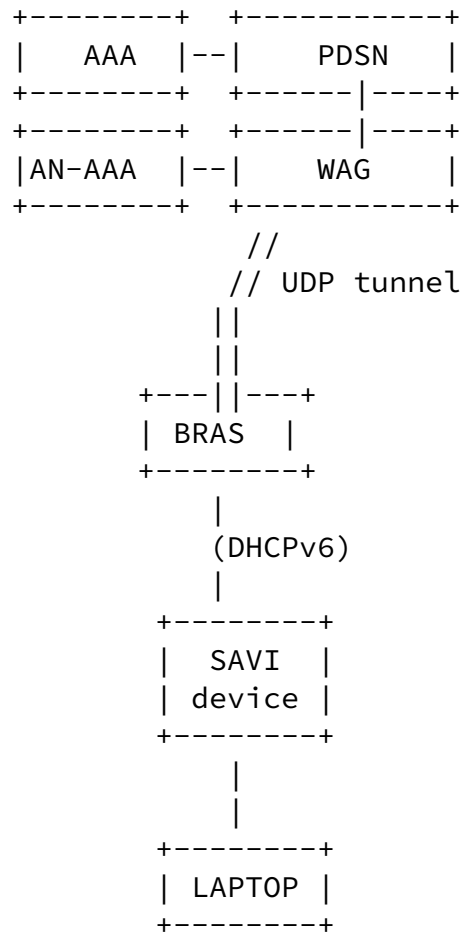 AAA PDSN
AN-AAA WAG
UDP tunnel
BRAS
(DHCPv6)
SAVI
device
LAPTOP